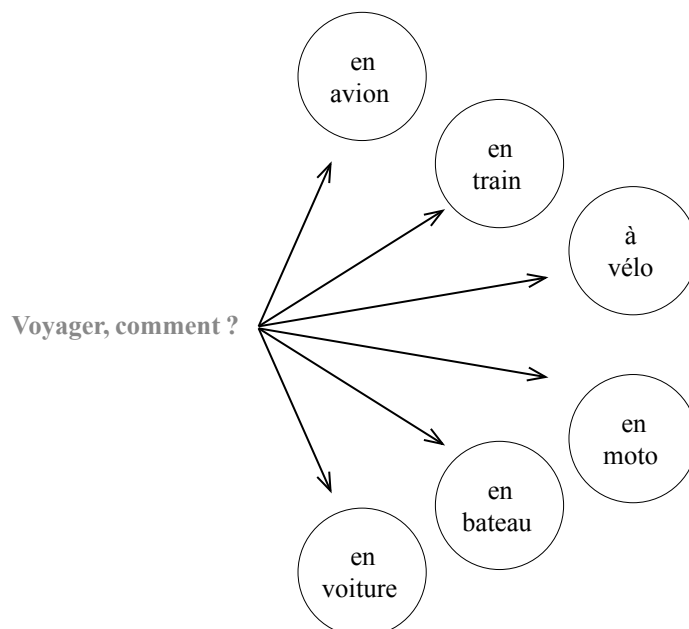 en
avion
en
train
à
vélo
Voyager, comment ?
en
moto
en
bateau
en
voiture